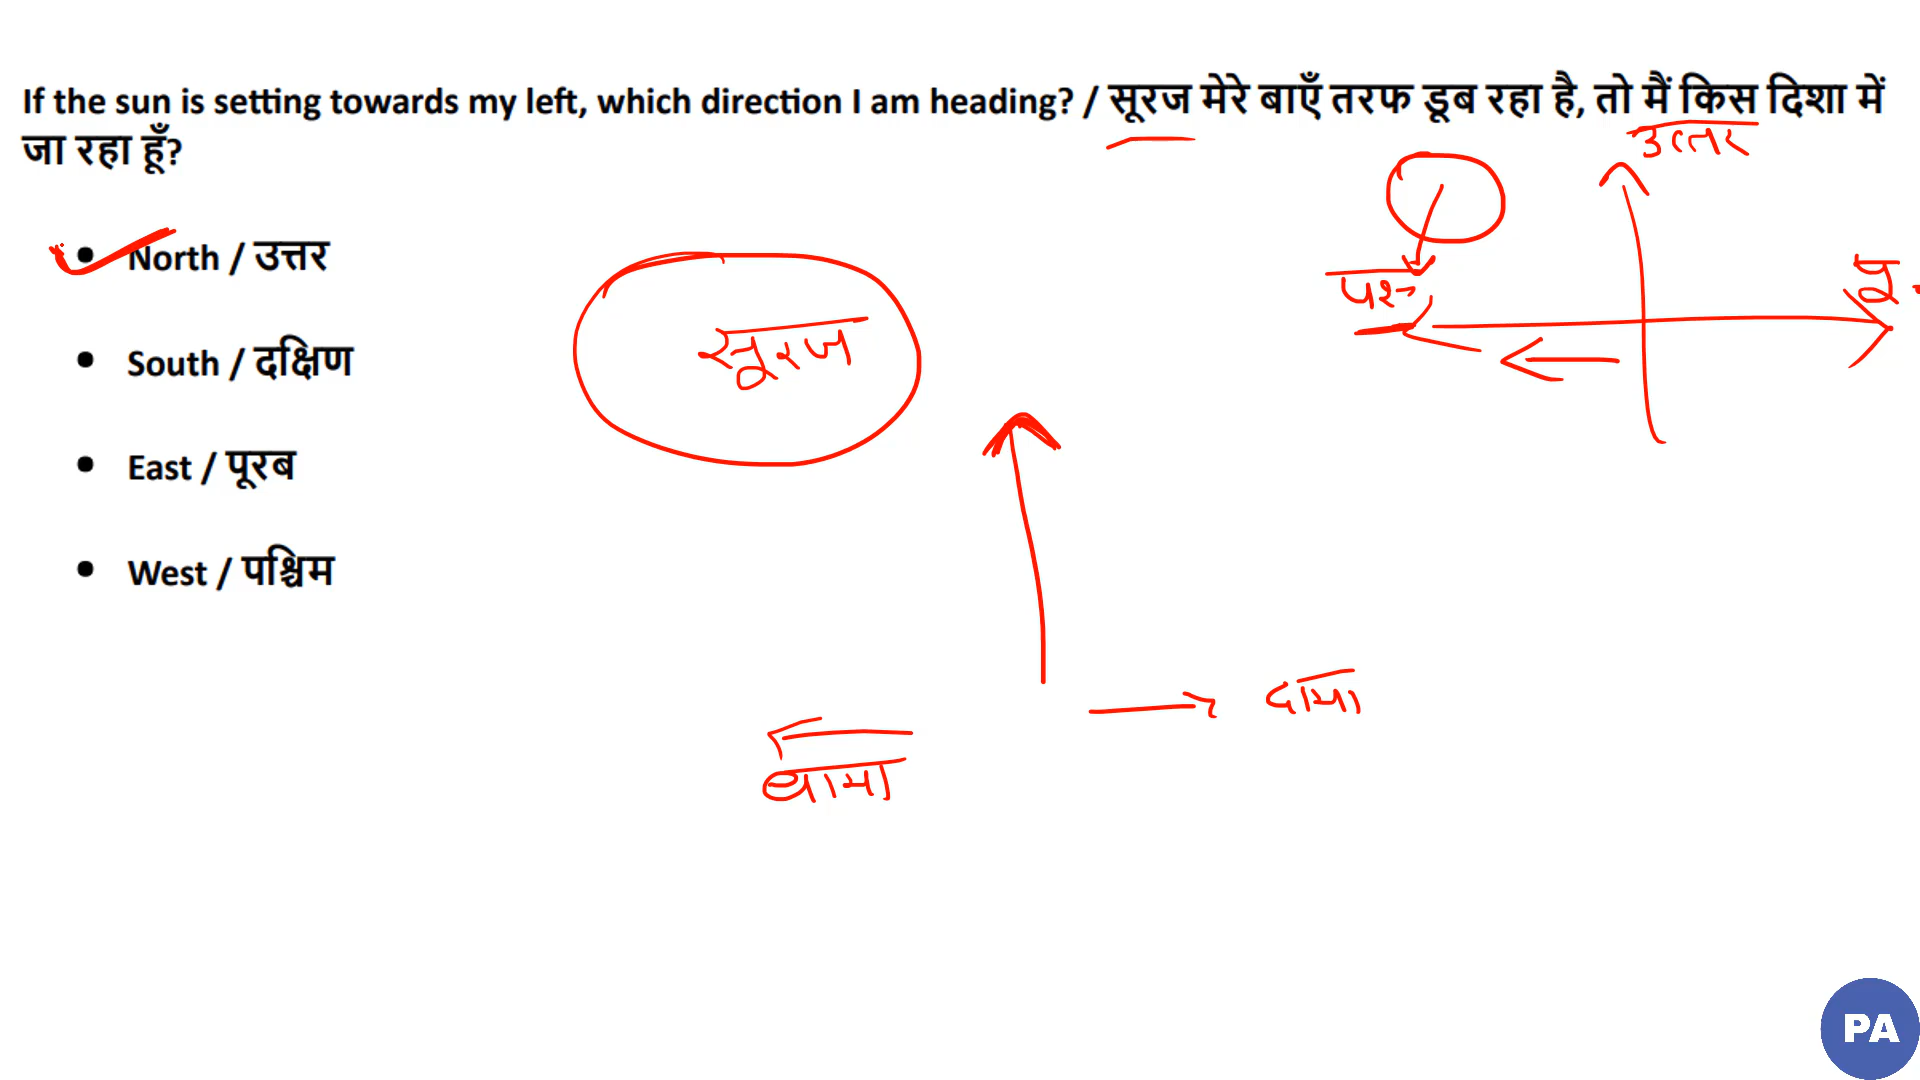 If the sun is setting towards my left, which direction I am heading? / सूरज मेरे बाएँ तरफ डूब रहा है, तो मैं किस दिशा में
जा रहा हूँ?
उत्तर
North / उत्तर
सूरज
South / दक्षिण
East / पूरब
West / पश्चिम
दाया
बाया
PA